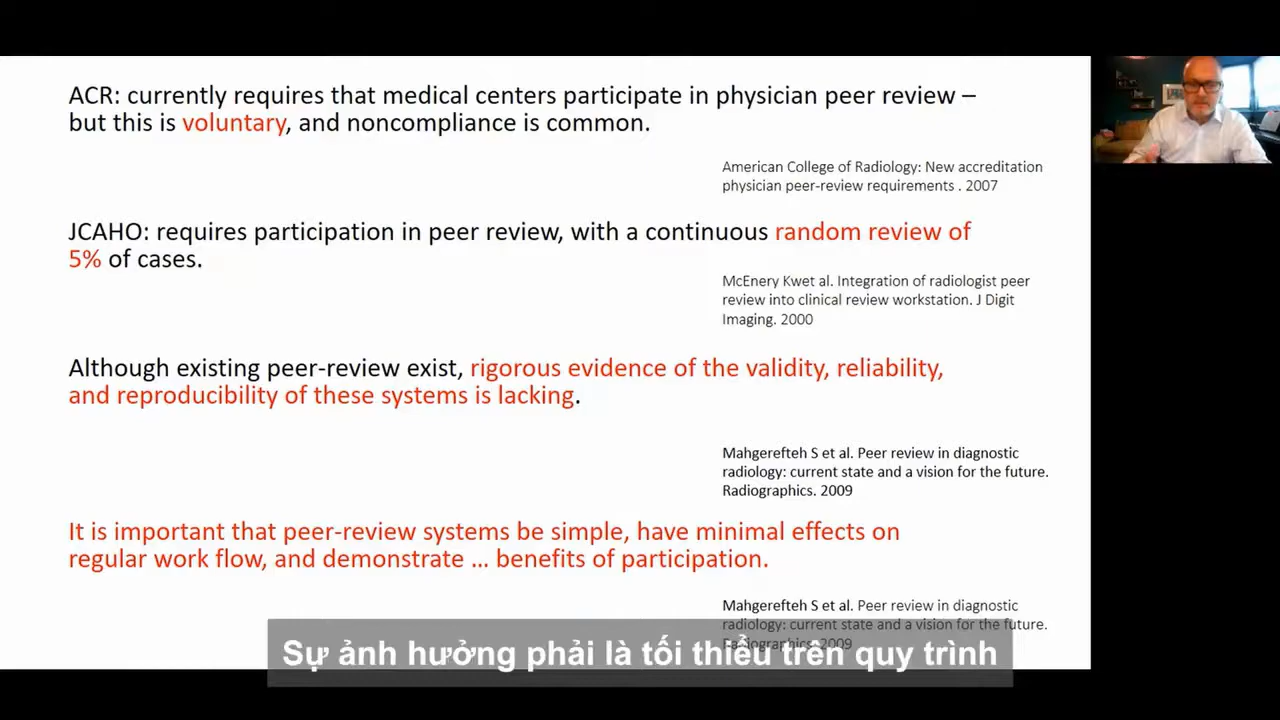 ACR: currently requires that medical centers participate in physician peer review –
but this is voluntary, and noncompliance is common.
American College of Radiology: New accreditation
physician peer-review requirements . 2007
JCAHO: requires participation in peer review, with a continuous random review of
5% of cases.
McEnery Kwet al. Integration of radiologist peer
review into clinical review workstation. J Digit
Imaging. 2000
Although existing peer-review exist, rigorous evidence of the validity, reliability,
and reproducibility of these systems is lacking.
Mahgerefteh S et al. Peer review in diagnostic
radiology: current state and a vision for the future.
Radiographics. 2009
It is important that peer-review systems be simple, have minimal effects on
regular work flow, and demonstrate ... benefits of participation.
Mahgerefteh S et al. Peer review in diagnostic
radiology: current state and a vision for the future.
Radiographics. 2009
Sự ảnh hưởng phải là tối thiểu trên quy trình